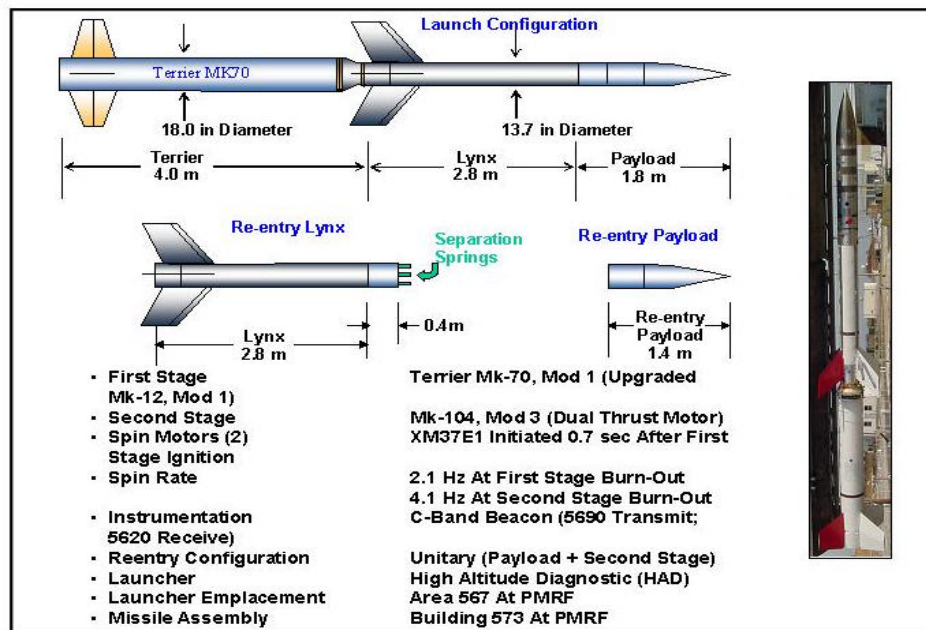 Launch Configuration
Terrier MK70
18.0 in Diameter
13.7 in Diameter
Terrier
4.0 m
Lynx
2.8 m
Payload
1.8 m
Re-entry Lynx
Separation
Springs
Re-entry Payload
0.4m
Lynx
2.8 m
Re-entry
Payload
1.4 m
- First Stage Terrier Mk-70, Mod 1 (Upgraded
Mk-12, Mod 1)
- Second Stage Mk-104, Mod 3 (Dual Thrust Motor)
- Spin Motors (2) XM37E1 Initiated 0.7 sec After First
Stage Ignition
- Spin Rate 2.1 Hz At First Stage Burn-Out
4.1 Hz At Second Stage Burn-Out
- Instrumentation C-Band Beacon (5690 Transmit;
5620 Receive)
- Reentry Configuration Unitary (Payload + Second Stage)
- Launcher High Altitude Diagnostic (HAD)
- Launcher Emplacement Area 567 At PMRF
- Missile Assembly Building 573 At PMRF